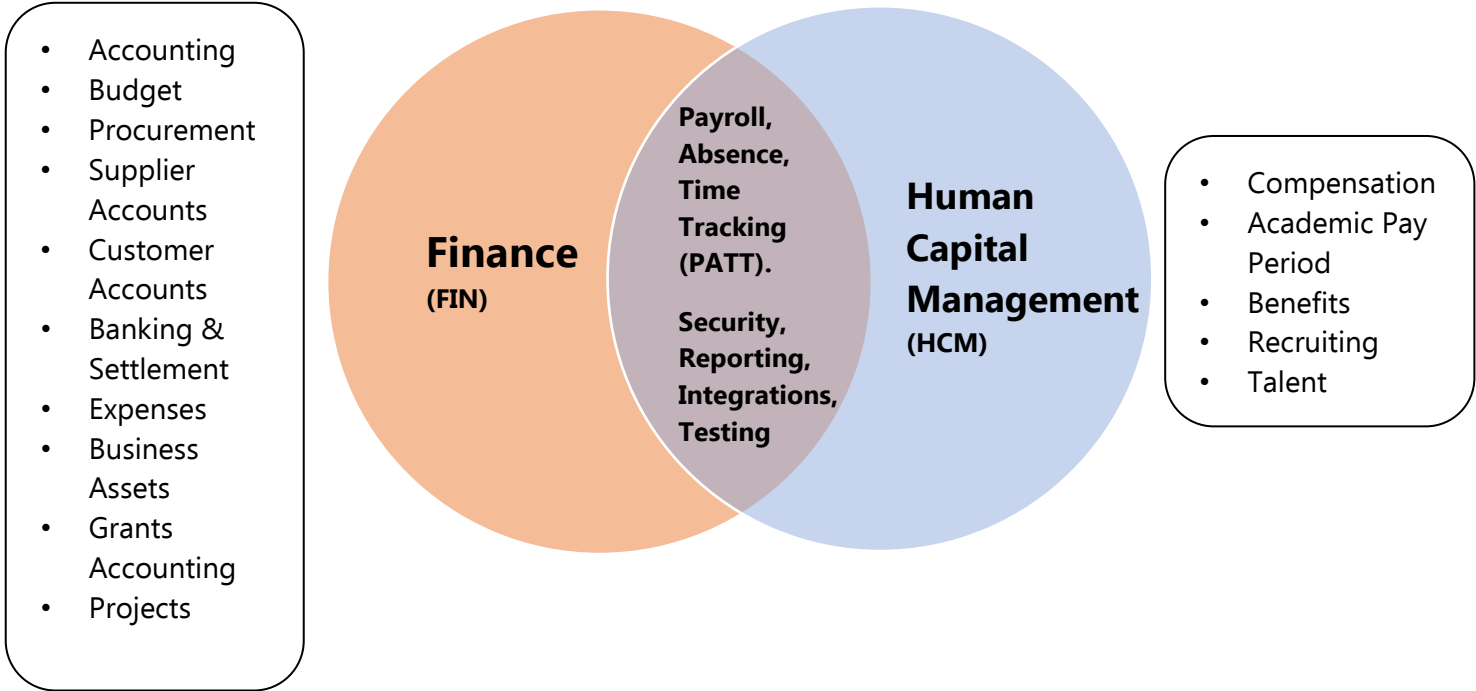 • Accounting
• Budget
• Procurement
• Supplier
Accounts
• Customer
Accounts
• Banking &
Settlement
• Expenses
• Business
Assets
• Grants
Accounting
• Projects
Finance
(FIN)
Payroll,
Absence,
Time
Tracking
(PATT).
Security,
Reporting,
Integrations,
Testing
Human
Capital
Management
(HCM)
• Compensation
• Academic Pay
Period
• Benefits
• Recruiting
• Talent